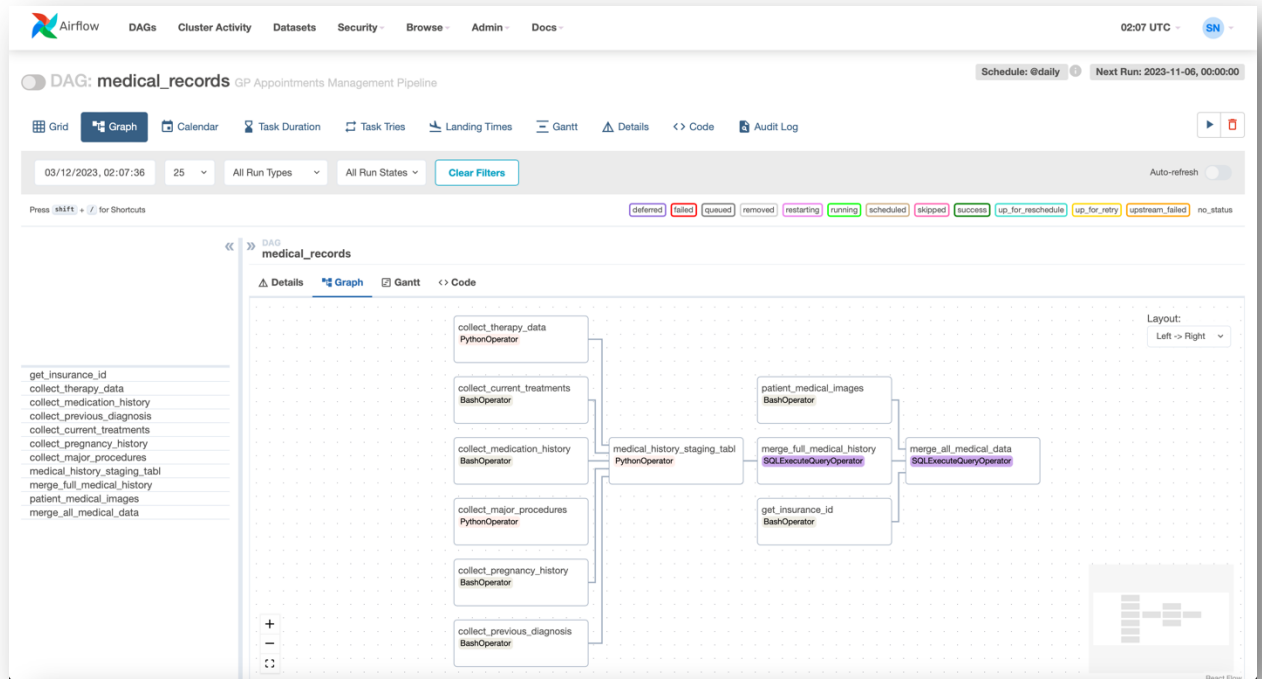 Airflow DAGs Cluster Activity Datasets Security Browse Admin Docs 02:07 UTC SN
DAG: medical_records GP Appointments Management Pipeline Schedule: @daily Next Run: 2023-11-06, 00:00:00
Grid Graph Calendar Task Duration Task Tries Landing Times Gantt Details <> Code Audit Log
03/12/2023, 02:07:36 25 All Run Types All Run States Clear Filters Auto-refresh
Press shift + / for Shortcuts deferred failed queued removed restarting running scheduled skipped success up_for_reschedule up_for_retry upstream_failed no_status
« » DAG
medical_records
Details Graph Gantt <> Code
Layout:
Left -> Right
get_insurance_id
collect_therapy_data
collect_medication_history
collect_previous_diagnosis
collect_current_treatments
collect_pregnancy_history
collect_major_procedures
medical_history_staging_tabl
merge_full_medical_history
patient_medical_images
merge_all_medical_data
collect_therapy_data
PythonOperator
collect_current_treatments
BashOperator
collect_medication_history
BashOperator
collect_major_procedures
PythonOperator
collect_pregnancy_history
BashOperator
collect_previous_diagnosis
BashOperator
medical_history_staging_tabl
PythonOperator
patient_medical_images
BashOperator
merge_full_medical_history
SQLExecuteQueryOperator
get_insurance_id
BashOperator
merge_all_medical_data
SQLExecuteQueryOperator
+
−
React Flow